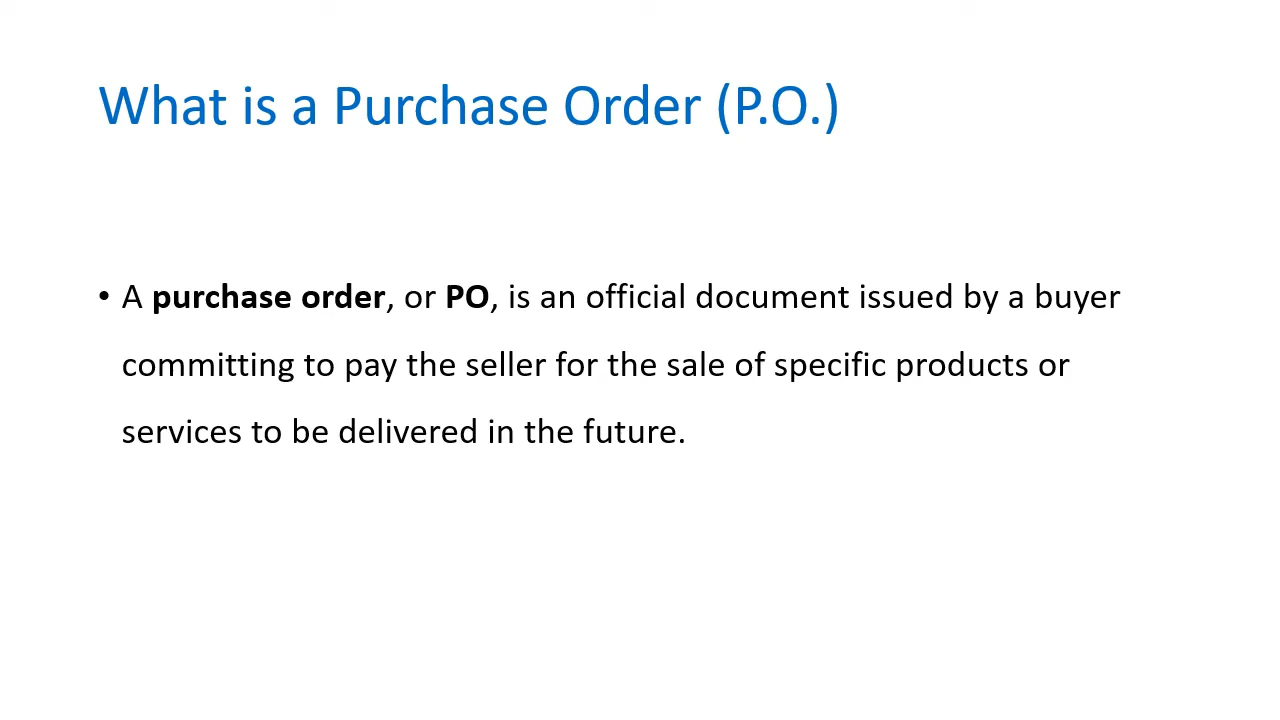 What is a Purchase Order (P.O.)
• A purchase order, or PO, is an official document issued by a buyer
committing to pay the seller for the sale of specific products or
services to be delivered in the future.